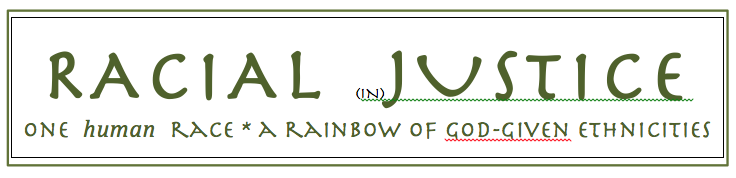 RACIAL (IN)JUSTICE
ONE human RACE * A RAINBOW OF GOD-GIVEN ETHNICITIES